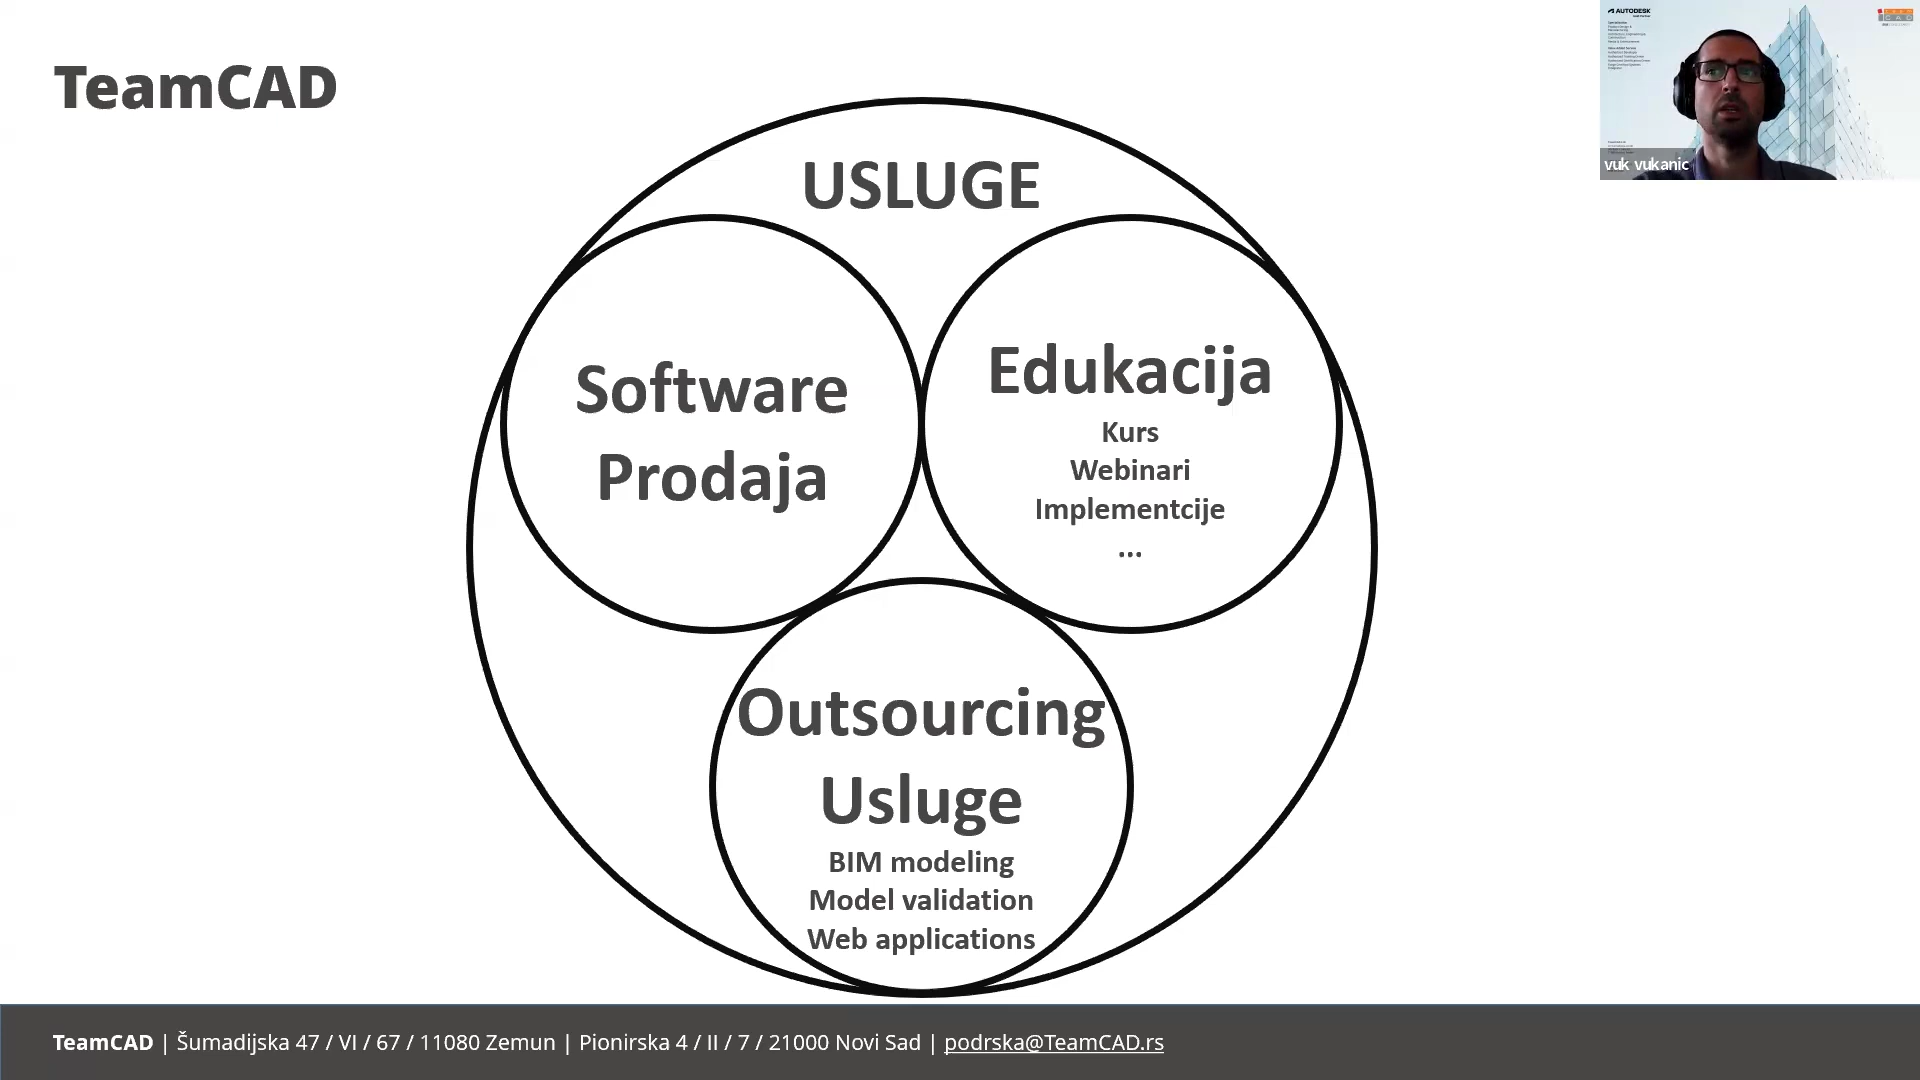 TeamCAD
AUTODESK
vuk vukanic
USLUGE
Software
Prodaja
Edukacija
Kurs
Webinari
Implementcije
...
Outsourcing
Usluge
BIM modeling
Model validation
Web applications
TeamCAD | Šumadijska 47 / VI / 67 / 11080 Zemun | Pionirska 4 / II / 7 / 21000 Novi Sad | podrska@TeamCAD.rs